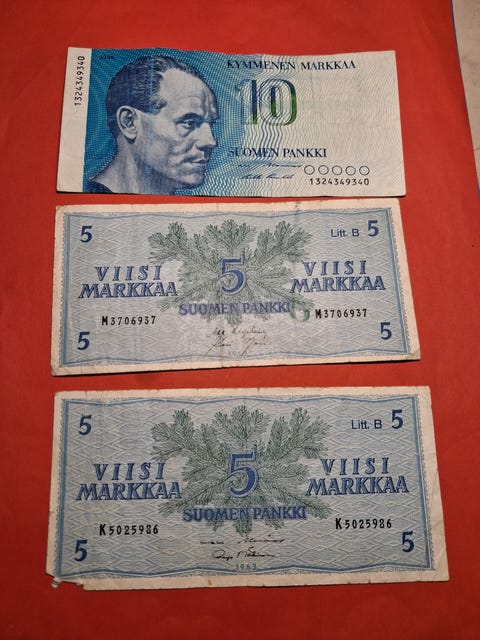 1986
KYMMENEN MARKKAA
1324349340
10
SUOMEN PANKKI
1324349340
5
Litt. B 5
VIISI
MARKKAA
5
VIISI
MARKKAA
SUOMEN PANKKI
M3706937
M3706937
5
5
5
Litt. B 5
VIISI
MARKKAA
5
VIISI
MARKKAA
SUOMEN PANKKI
K5025986
K5025986
5
5
1963